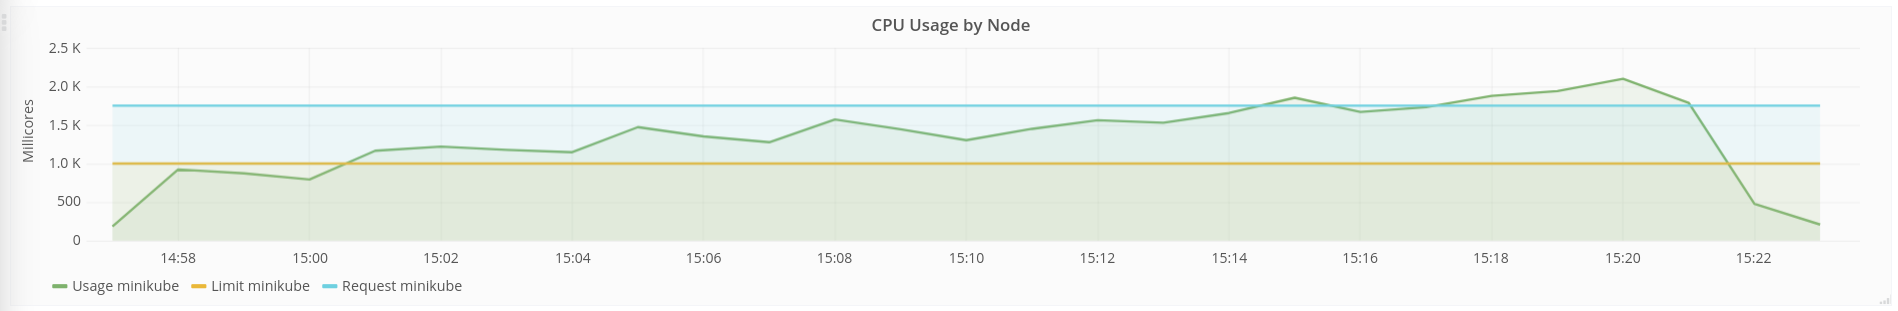 CPU Usage by Node
Millicores
2.5 K
2.0 K
1.5 K
1.0 K
500
0
14:58 15:00 15:02 15:04 15:06 15:08 15:10 15:12 15:14 15:16 15:18 15:20 15:22
Usage minikube Limit minikube Request minikube